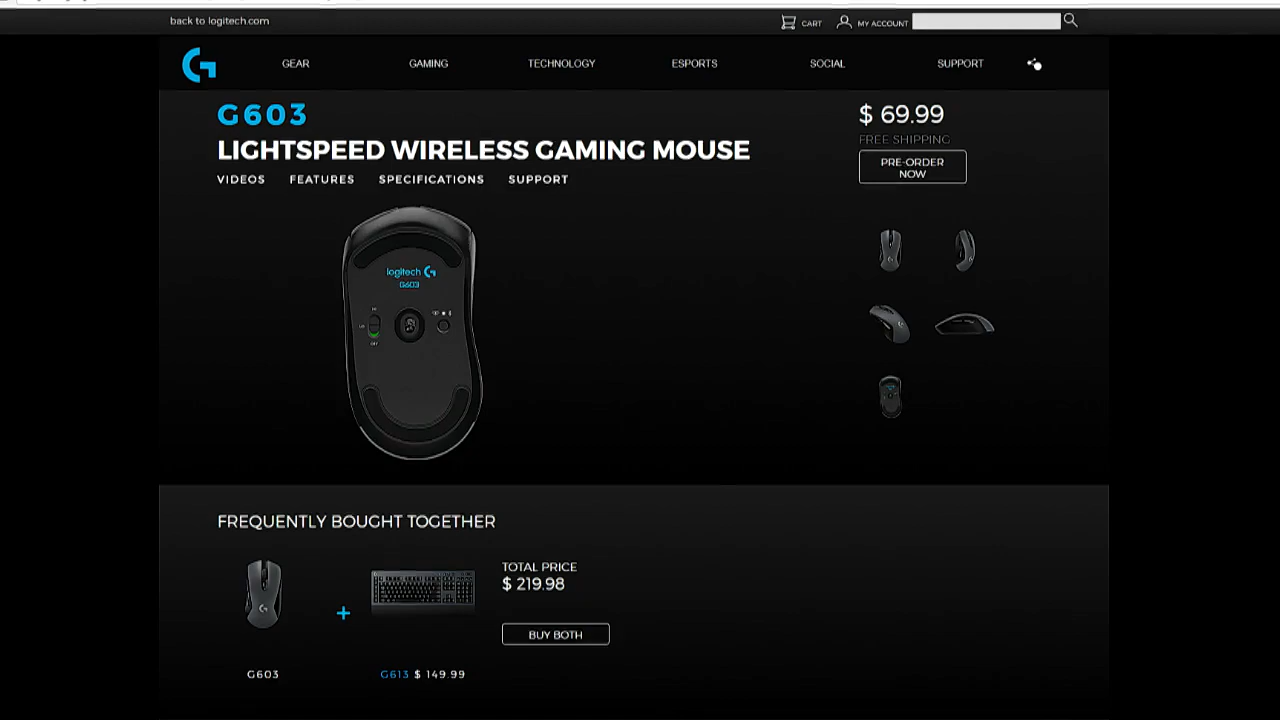 back to logitech.com
CART
MY ACCOUNT
GEAR
GAMING
TECHNOLOGY
ESPORTS
SOCIAL
SUPPORT
G603
$ 69.99
LIGHTSPEED WIRELESS GAMING MOUSE
FREE SHIPPING
PRE-ORDER
NOW
VIDEOS
FEATURES
SPECIFICATIONS
SUPPORT
logitech G
G603
OFF
FREQUENTLY BOUGHT TOGETHER
TOTAL PRICE
$ 219.98
BUY BOTH
G603
G613 $ 149.99